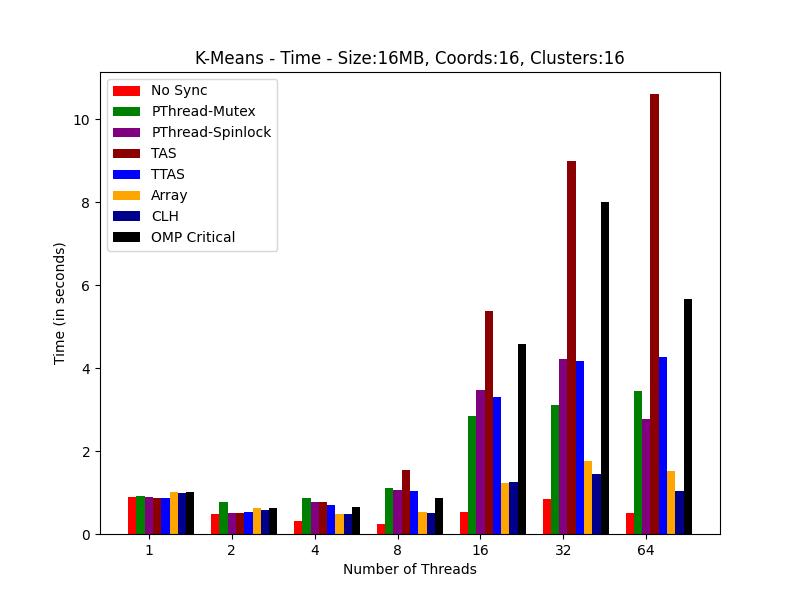 K-Means - Time - Size:16MB, Coords:16, Clusters:16
No Sync
PThread-Mutex
PThread-Spinlock
TAS
TTAS
Array
CLH
OMP Critical
Time (in seconds)
10
8
6
4
2
0
1 2 4 8 16 32 64
Number of Threads